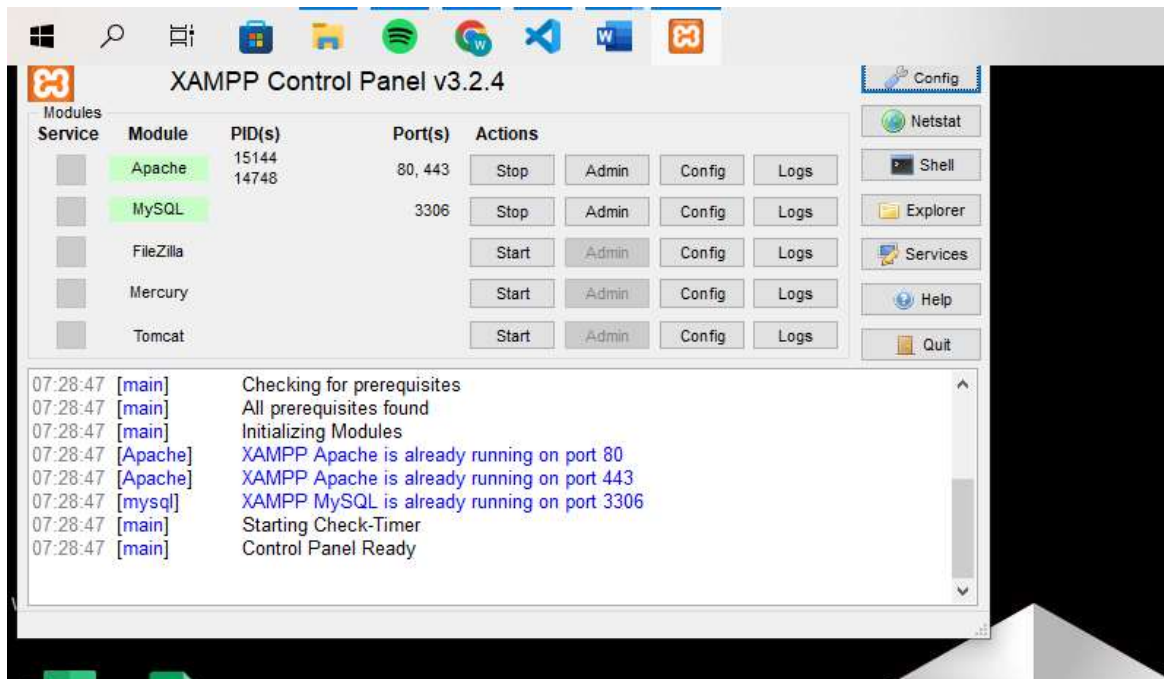 XAMPP Control Panel v3.2.4
Config
Modules
Service Module PID(s) Port(s) Actions
Netstat
Apache 15144 14748 80, 443 Stop Admin Config Logs
Shell
MySQL 3306 Stop Admin Config Logs
Explorer
FileZilla Start Admin Config Logs
Services
Mercury Start Admin Config Logs
Help
Tomcat Start Admin Config Logs
Quit
07:28:47 [main] Checking for prerequisites
07:28:47 [main] All prerequisites found
07:28:47 [main] Initializing Modules
07:28:47 [Apache] XAMPP Apache is already running on port 80
07:28:47 [Apache] XAMPP Apache is already running on port 443
07:28:47 [mysql] XAMPP MySQL is already running on port 3306
07:28:47 [main] Starting Check-Timer
07:28:47 [main] Control Panel Ready